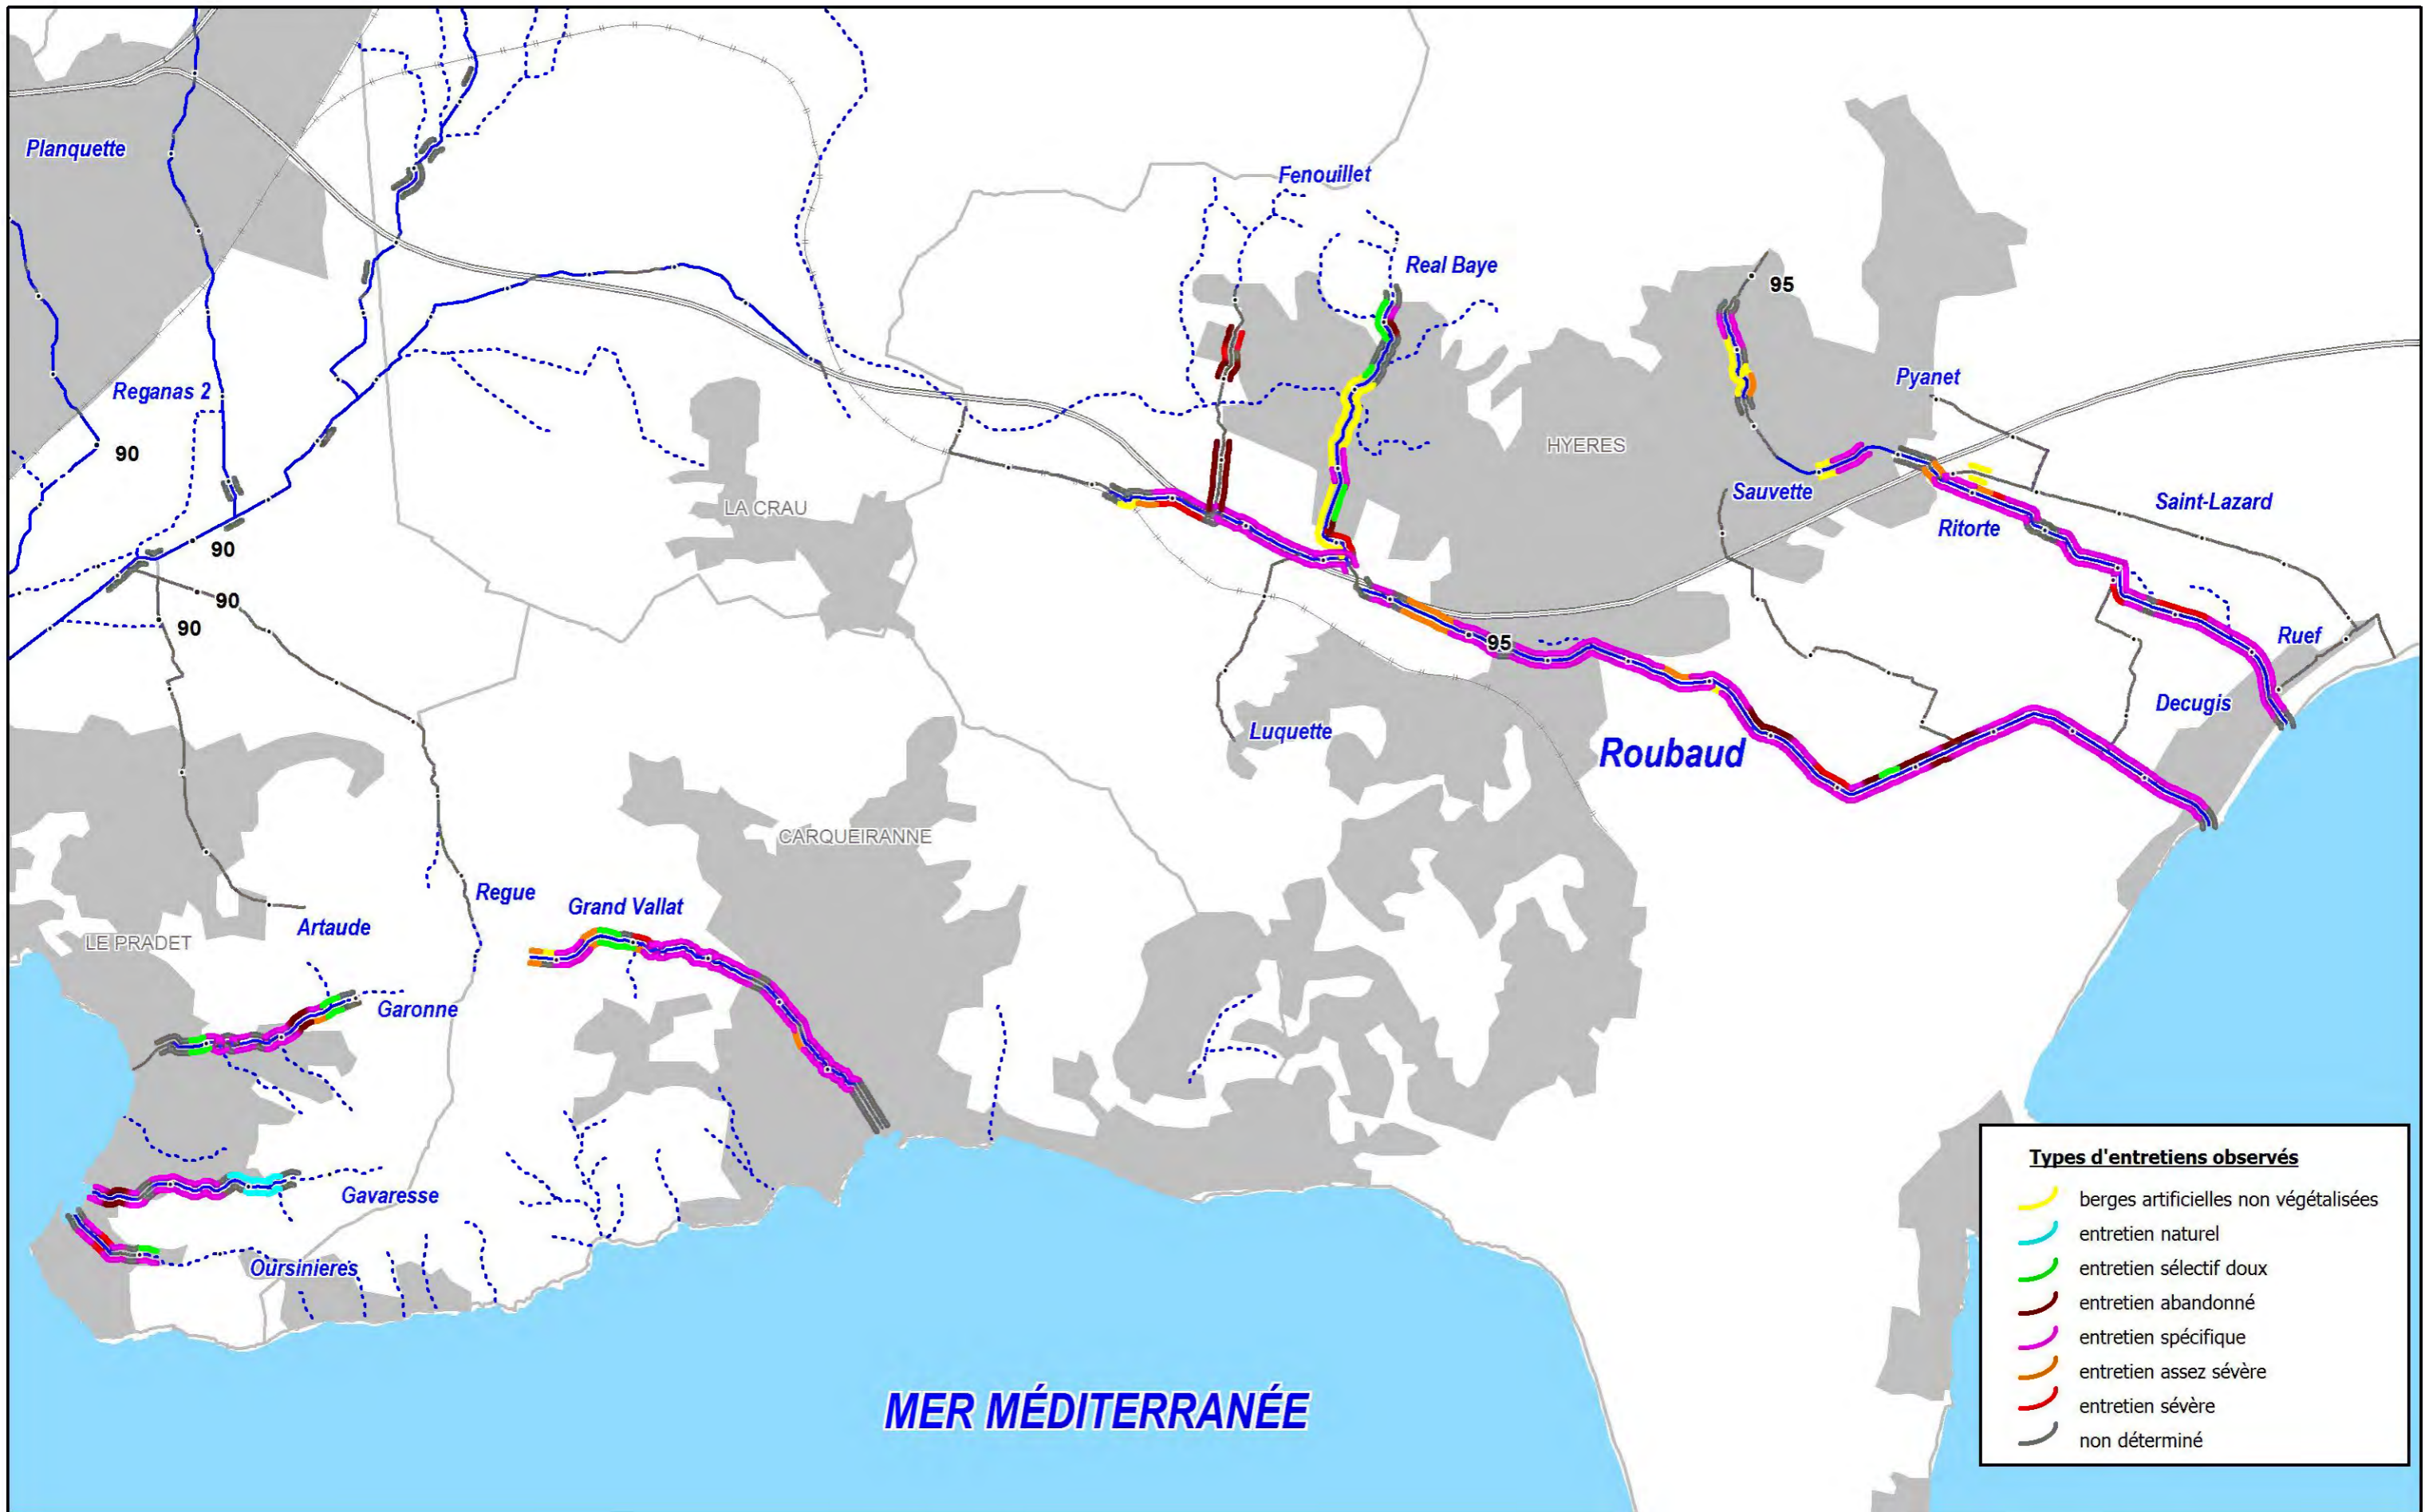 Planquette
Fenouillet
Real Baye
95
Pyanet
Reganas 2
90
HYERES
Sauvette
Saint-Lazard
LA CRAU
Ritorte
90
90
90
95
Ruef
Decugis
Luquette
Roubaud
CARQUEIRANNE
Regue
Grand Vallat
Artaude
LE PRADET
Garonne
Gavaresse
Oursinieres
MER MÉDITERRANÉE
Types d'entretiens observés
berges artificielles non végétalisées
entretien naturel
entretien sélectif doux
entretien abandonné
entretien spécifique
entretien assez sévère
entretien sévère
non déterminé